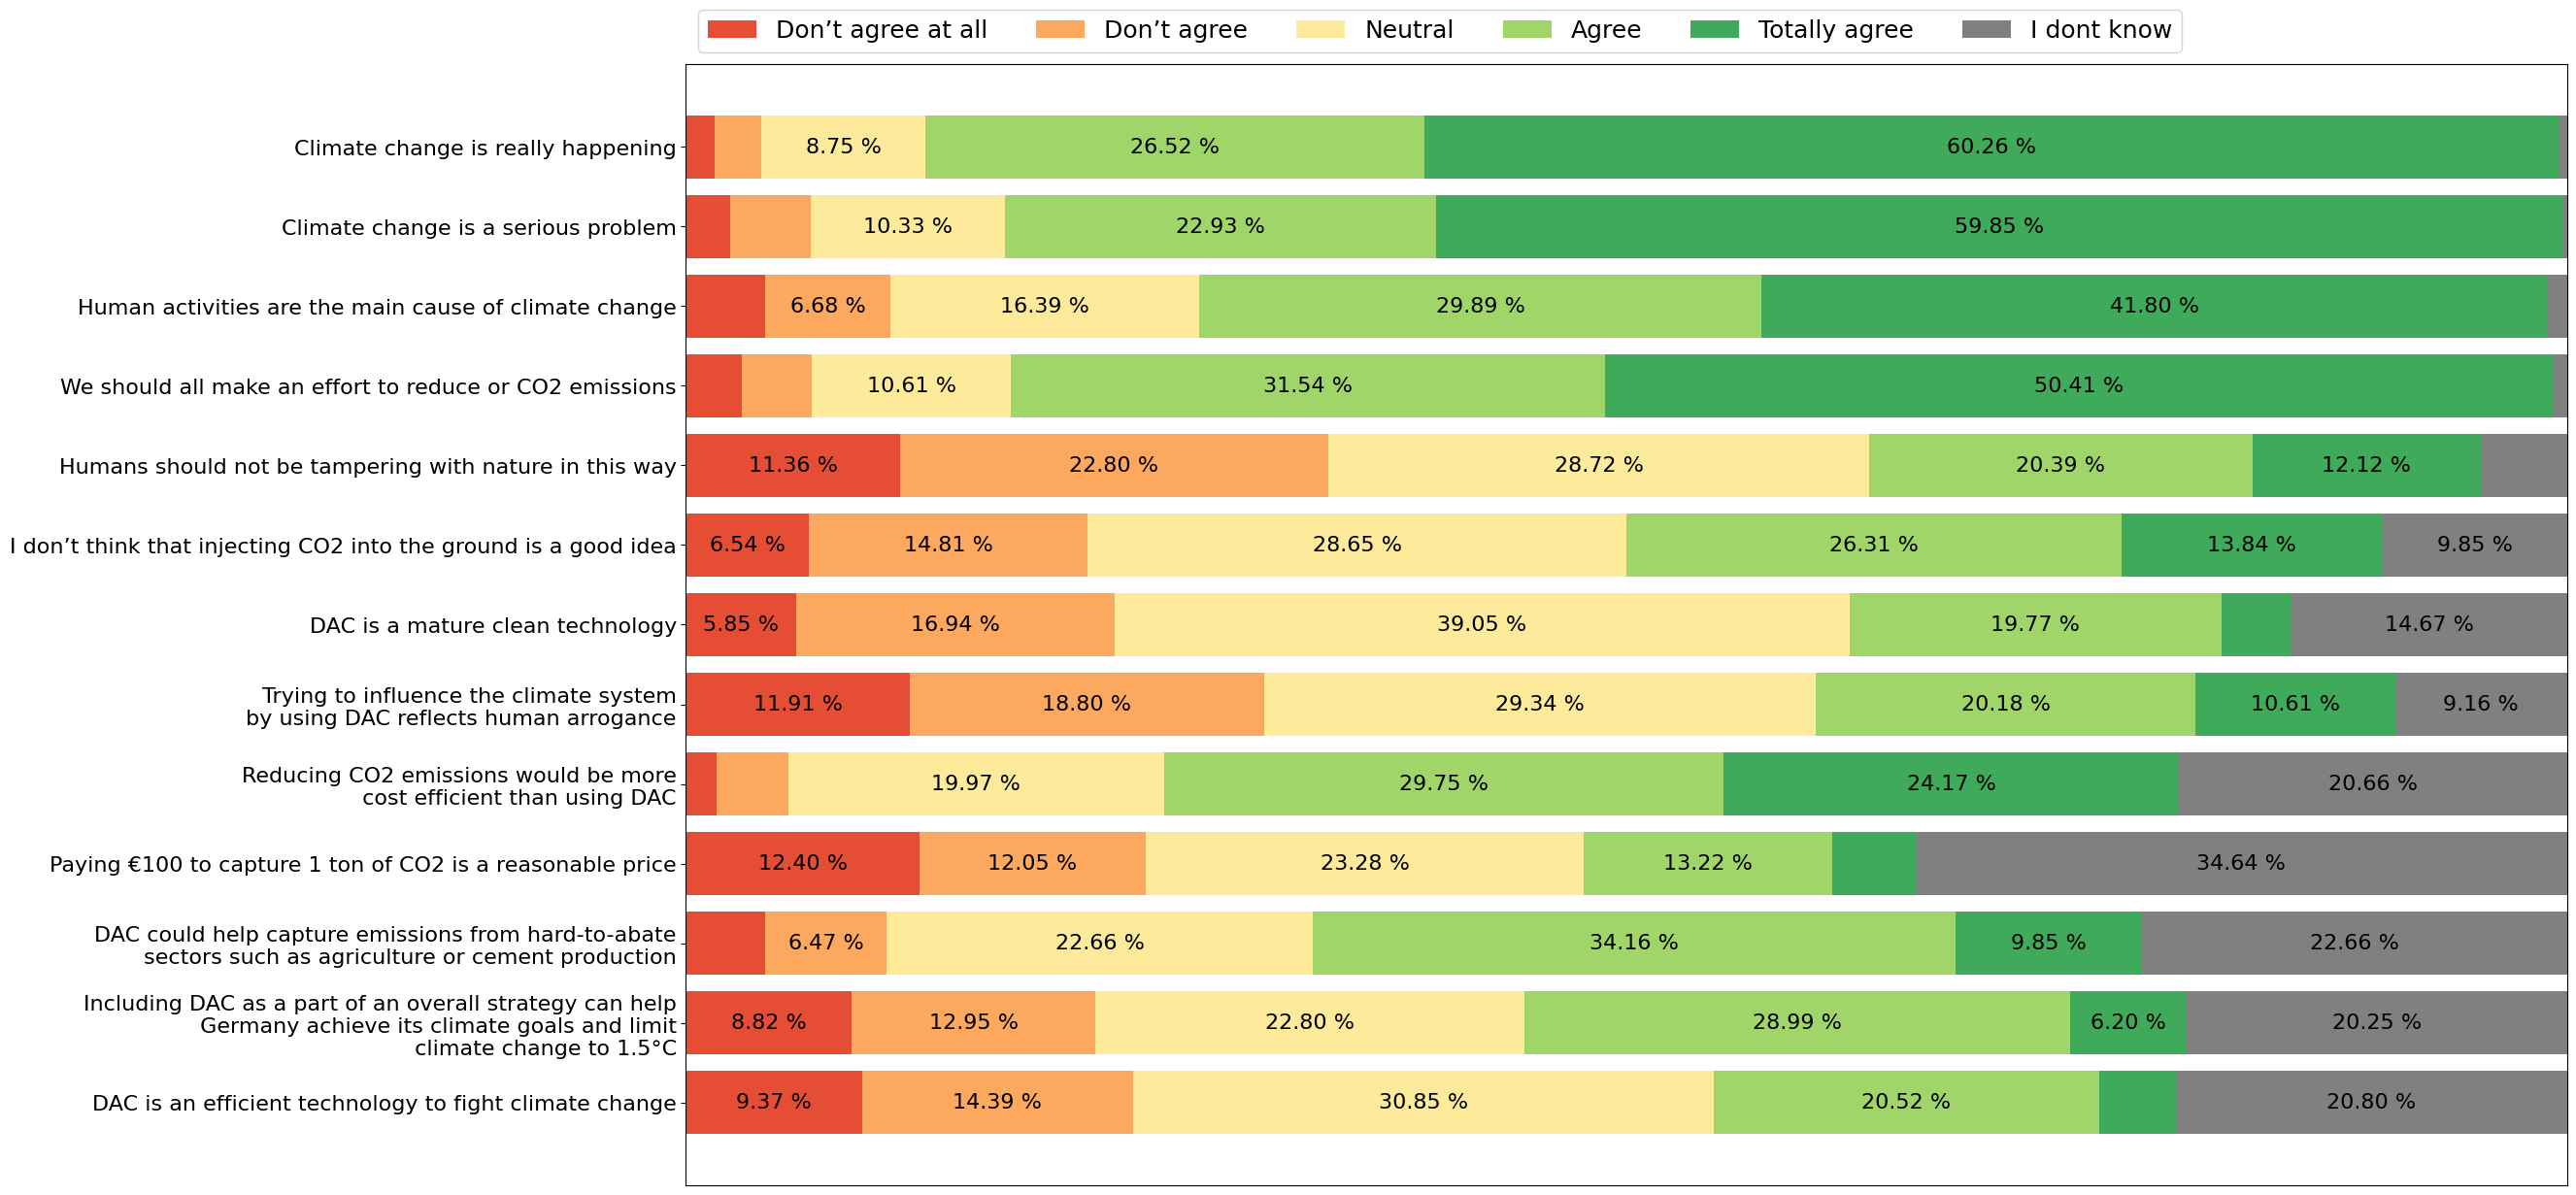 Don’t agree at all Don’t agree Neutral Agree Totally agree I dont know
Climate change is really happening 8.75 % 26.52 % 60.26 %
Climate change is a serious problem 10.33 % 22.93 % 59.85 %
Human activities are the main cause of climate change 6.68 % 16.39 % 29.89 % 41.80 %
We should all make an effort to reduce or CO2 emissions 10.61 % 31.54 % 50.41 %
Humans should not be tampering with nature in this way 11.36 % 22.80 % 28.72 % 20.39 % 12.12 %
I don’t think that injecting CO2 into the ground is a good idea 6.54 % 14.81 % 28.65 % 26.31 % 13.84 % 9.85 %
DAC is a mature clean technology 5.85 % 16.94 % 39.05 % 19.77 % 14.67 %
Trying to influence the climate system
by using DAC reflects human arrogance 11.91 % 18.80 % 29.34 % 20.18 % 10.61 % 9.16 %
Reducing CO2 emissions would be more
cost efficient than using DAC 19.97 % 29.75 % 24.17 % 20.66 %
Paying €100 to capture 1 ton of CO2 is a reasonable price 12.40 % 12.05 % 23.28 % 13.22 % 34.64 %
DAC could help capture emissions from hard-to-abate
sectors such as agriculture or cement production 6.47 % 22.66 % 34.16 % 9.85 % 22.66 %
Including DAC as a part of an overall strategy can help
Germany achieve its climate goals and limit
climate change to 1.5°C 8.82 % 12.95 % 22.80 % 28.99 % 6.20 % 20.25 %
DAC is an efficient technology to fight climate change 9.37 % 14.39 % 30.85 % 20.52 % 20.80 %